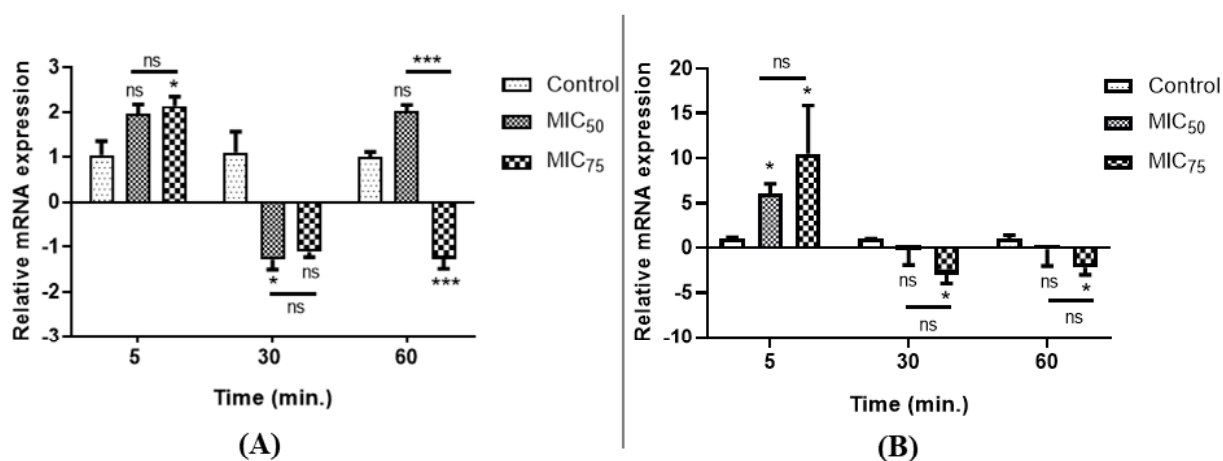 Relative mRNA expression
3
2
1
0
-1
-2
-3
ns
ns
*
*
ns
ns
ns
***
***
5
30
60
Time (min.)
Control
MIC50
MIC75
(A)
Relative mRNA expression
20
15
10
5
0
-5
-10
ns
*
*
ns
*
ns
ns
*
ns
5
30
60
Time (min.)
Control
MIC50
MIC75
(B)